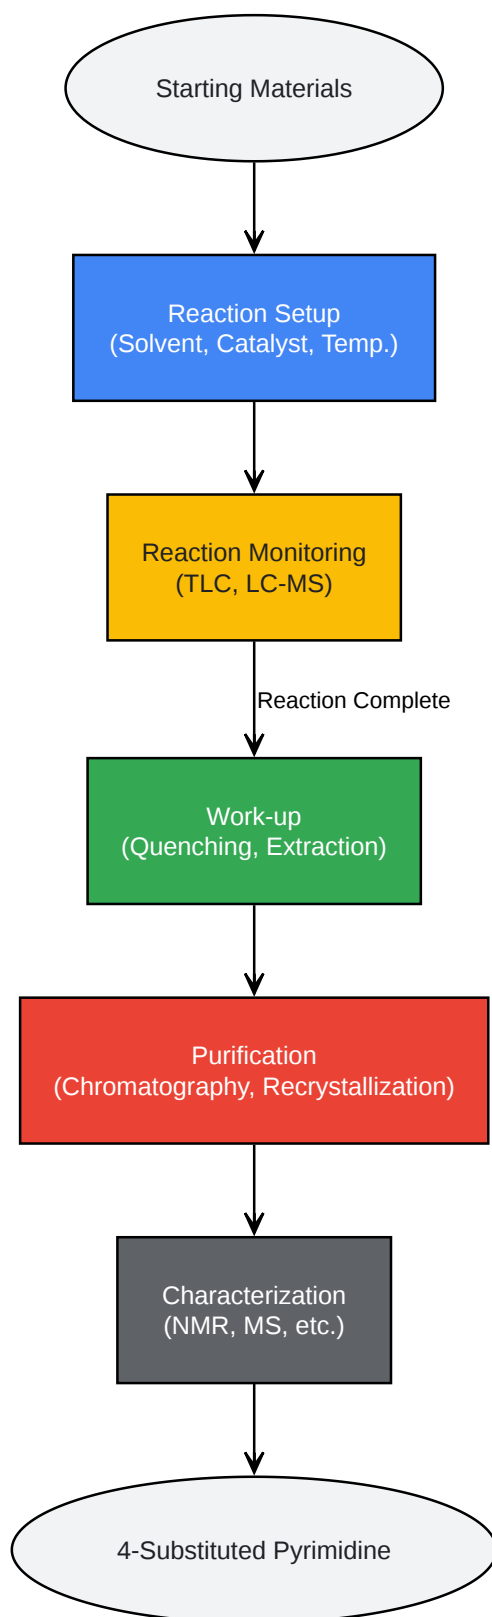 Starting Materials
Reaction Setup
(Solvent, Catalyst, Temp.)
Reaction Monitoring
(TLC, LC-MS)
Reaction Complete
Work-up
(Quenching, Extraction)
Purification
(Chromatography, Recrystallization)
Characterization
(NMR, MS, etc.)
4-Substituted Pyrimidine